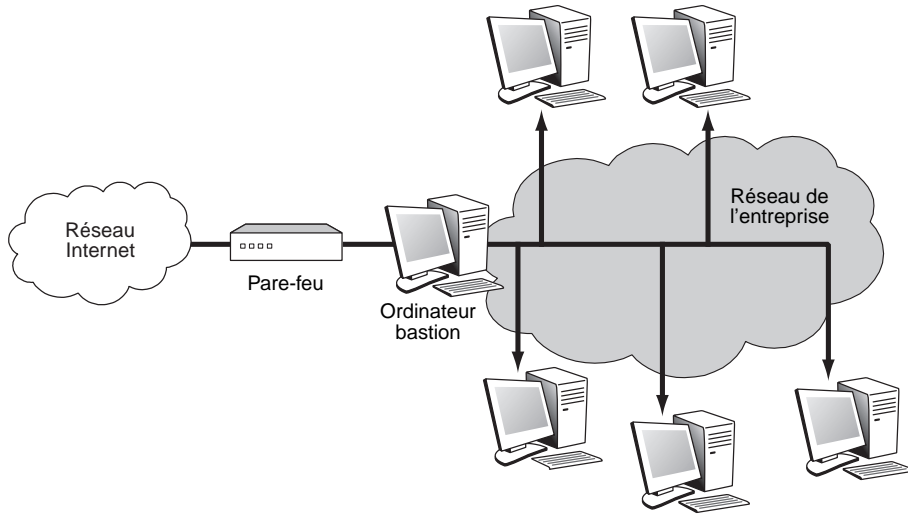 Réseau
Internet
Pare-feu
Ordinateur
bastion
Réseau de
l'entreprise